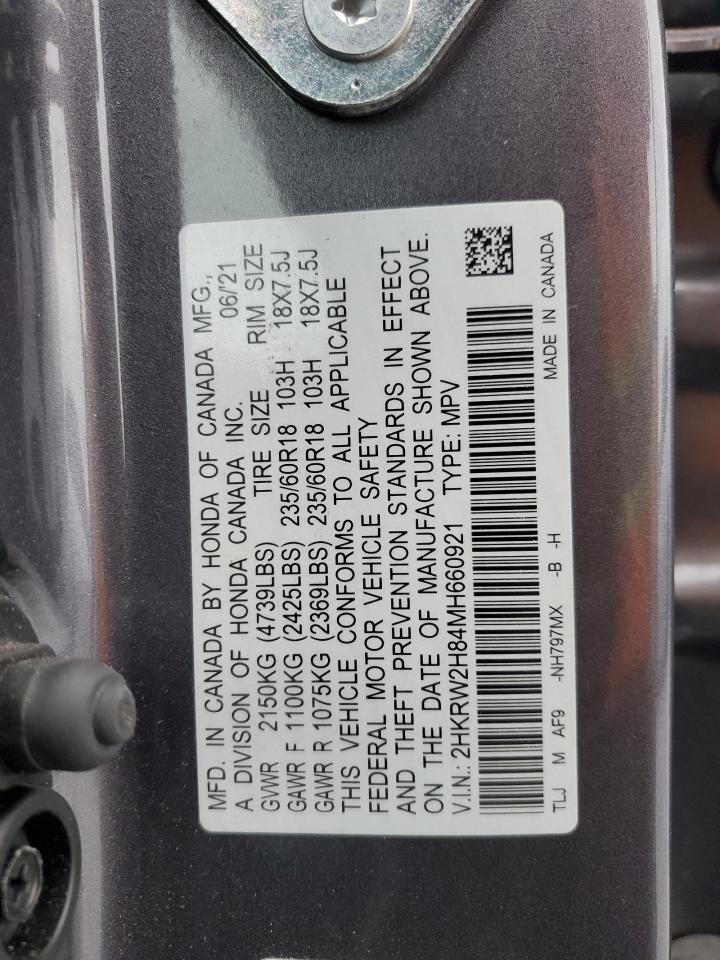 MFD. IN CANADA BY HONDA OF CANADA MFG.,
A DIVISION OF HONDA CANADA INC. 06/'21
GVWR 2150KG (4739LBS) TIRE SIZE RIM SIZE
GAWR F 1100KG (2425LBS) 235/60R18 103H 18X7.5J
GAWR R 1075KG (2369LBS) 235/60R18 103H 18X7.5J
THIS VEHICLE CONFORMS TO ALL APPLICABLE
FEDERAL MOTOR VEHICLE SAFETY
AND THEFT PREVENTION STANDARDS IN EFFECT
ON THE DATE OF MANUFACTURE SHOWN ABOVE.
V.I.N.: 2HKRW2H84MH660921 TYPE: MPV
TLJ M AF9 -NH797MX -B -H MADE IN CANADA